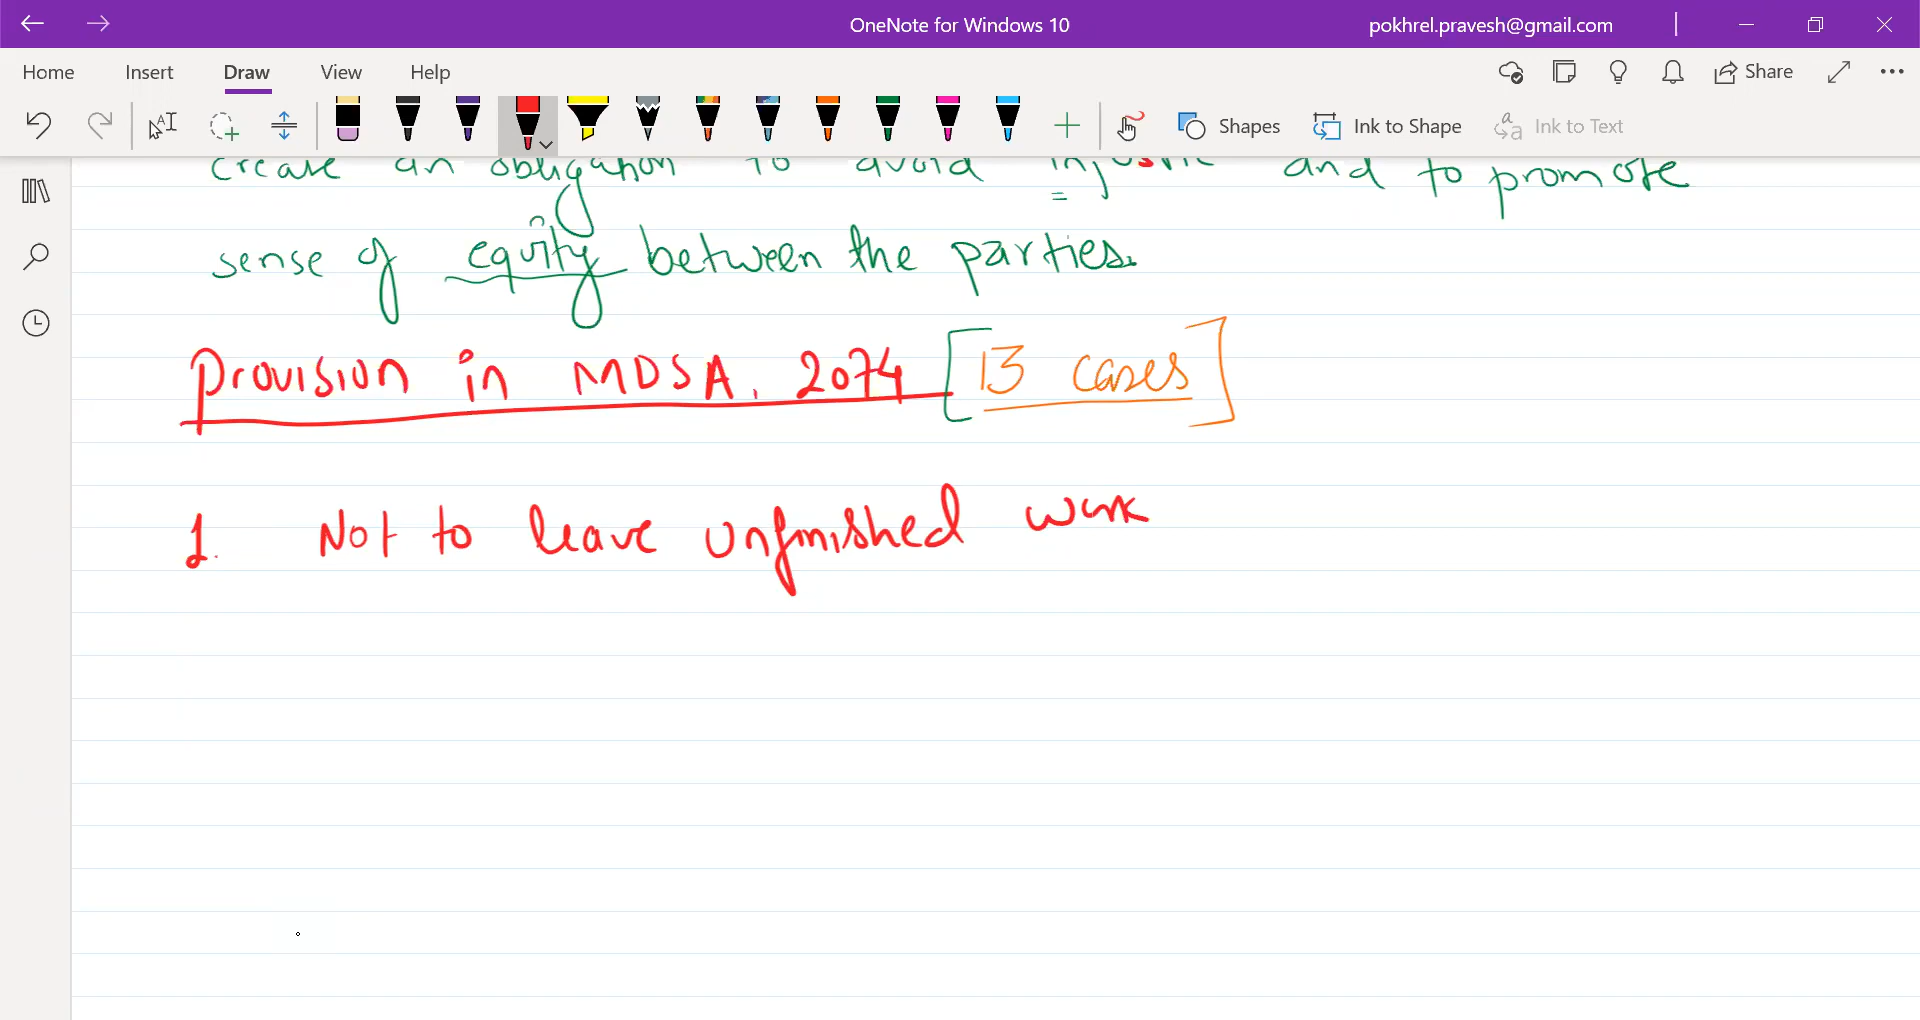 OneNote for Windows 10
pokhrel.pravesh@gmail.com
Home Insert Draw View Help
Share
Shapes Ink to Shape Ink to Text
create an obligation to avoid injustic and to promote
sense of equity between the parties.
Provision in MDSA, 2074 [13 cases]
1. Not to leave unfinished work